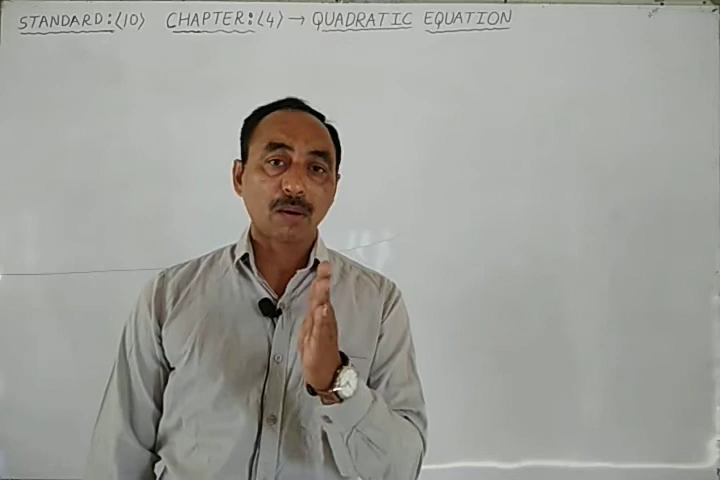 STANDARD:(10) CHAPTER:(4) → QUADRATIC EQUATION